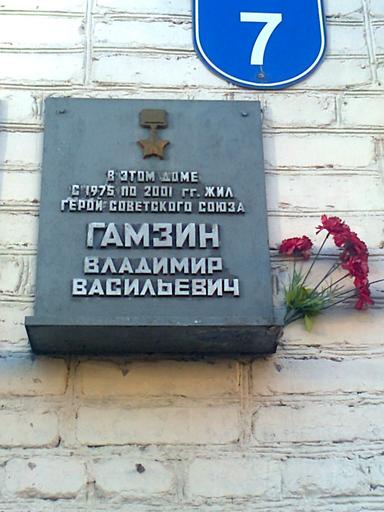 7
В ЭТОМ ДОМЕ
С 1975 ПО 2001 гг. ЖИЛ
ГЕРОЙ СОВЕТСКОГО СОЮЗА
ГАМЗИН
ВЛАДИМИР
ВАСИЛЬЕВИЧ